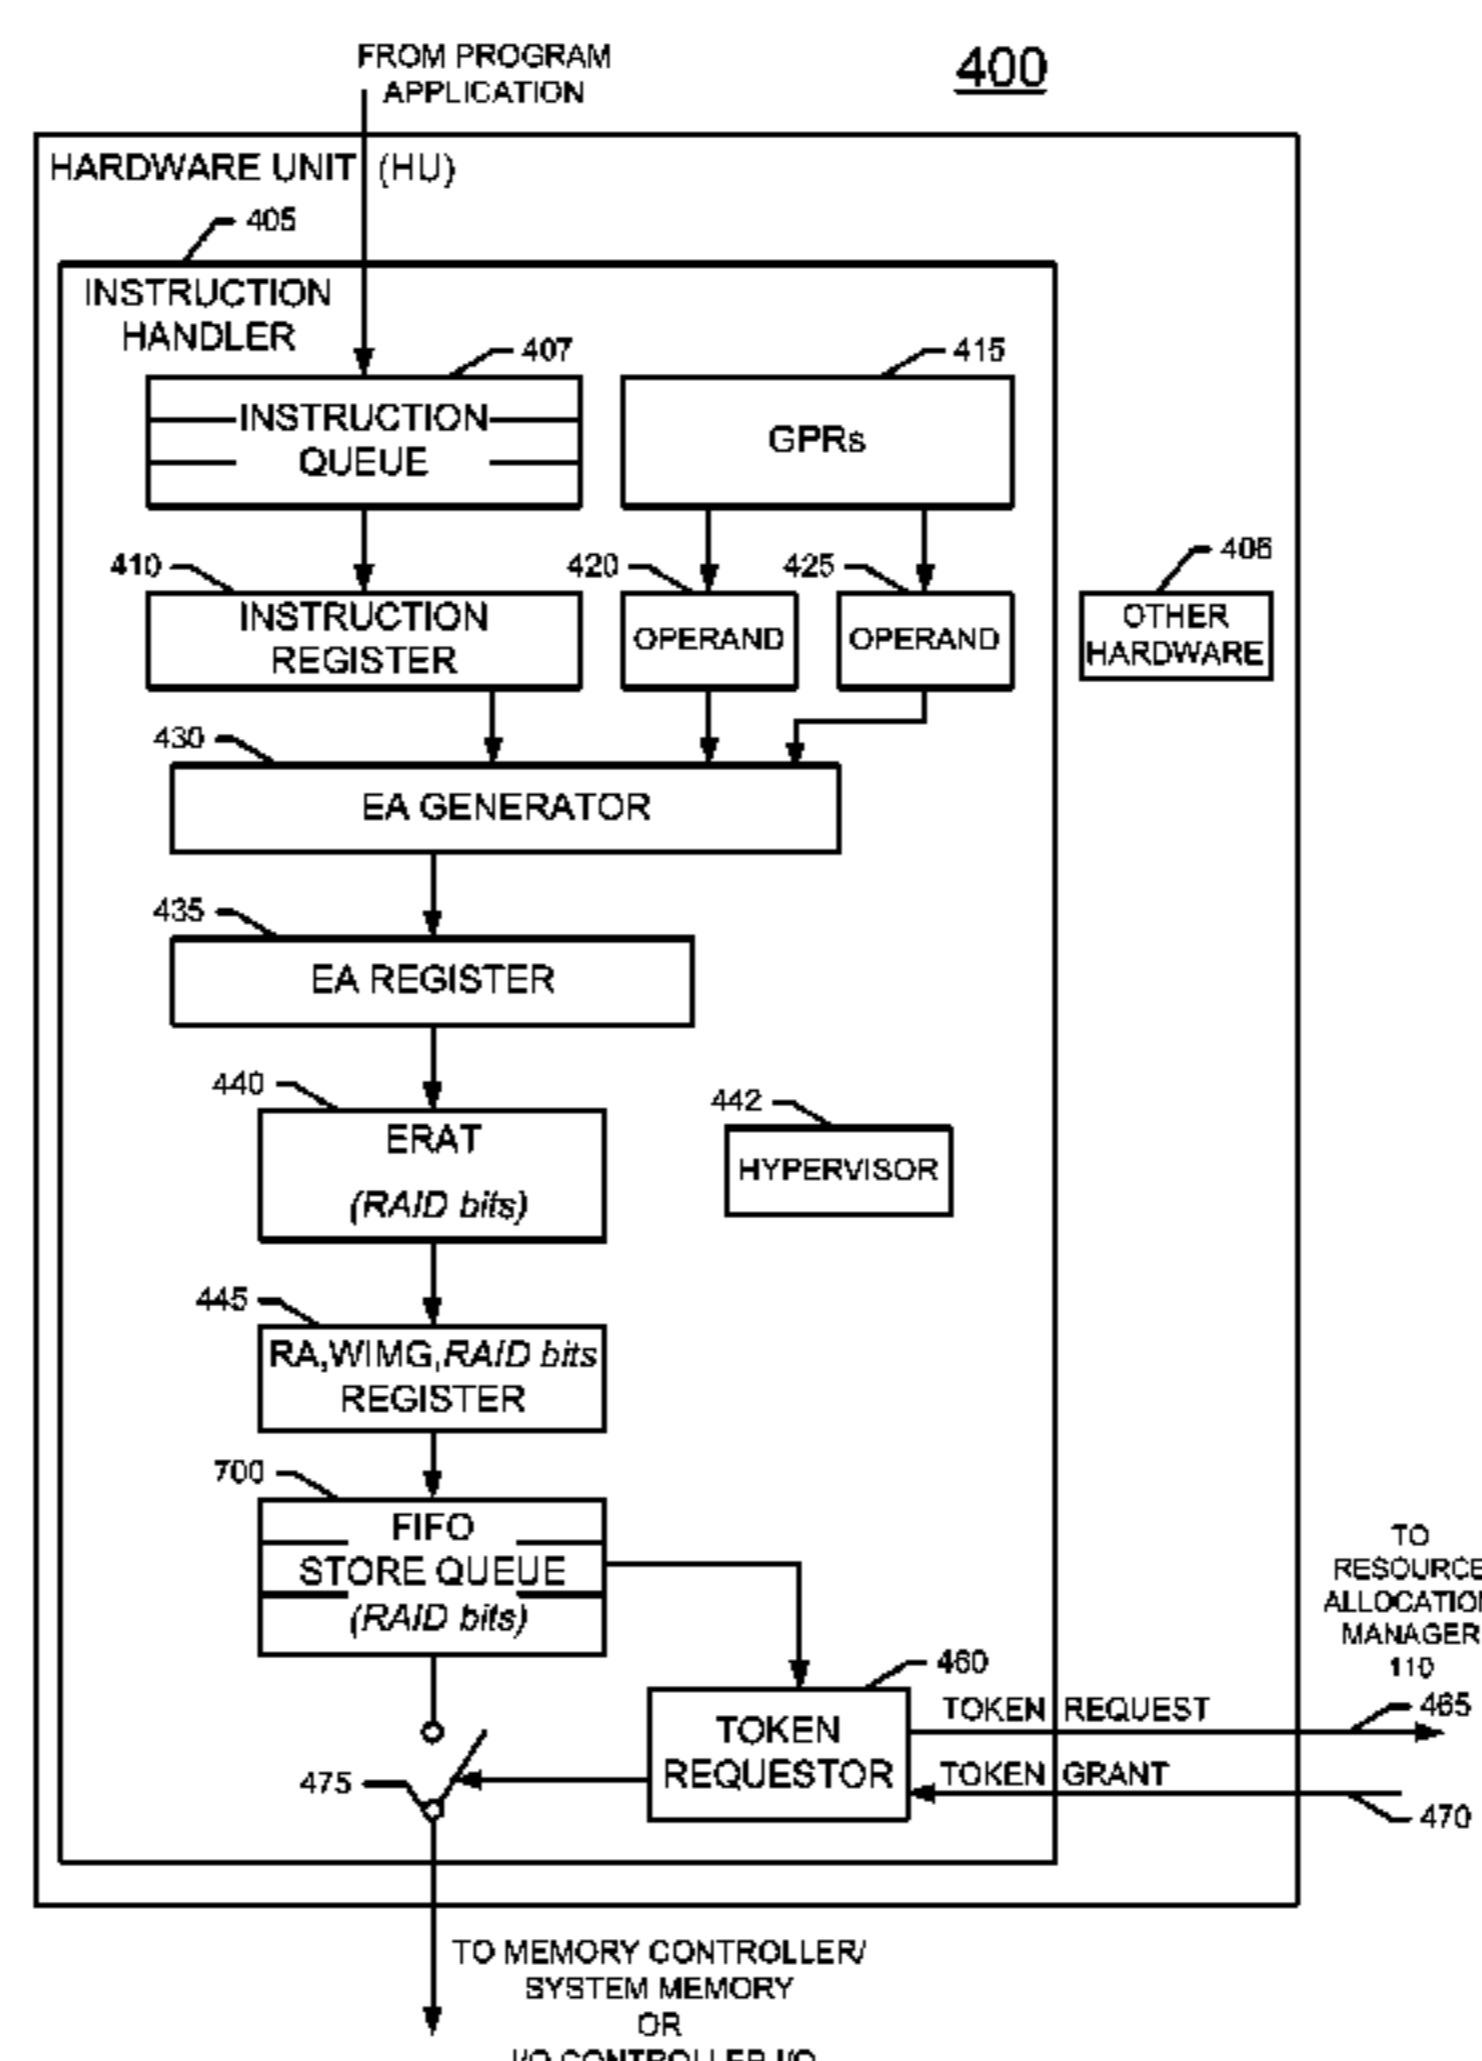 FROM PROGRAM
APPLICATION
400
HARDWARE UNIT (HU)
405
INSTRUCTION
HANDLER
407
415
INSTRUCTION
QUEUE
GPRs
410
420
425
406
INSTRUCTION
REGISTER
OPERAND
OPERAND
OTHER
HARDWARE
430
EA GENERATOR
435
EA REGISTER
440
ERAT
(RAID bits)
442
HYPERVISOR
445
RA,WIMG,RAID bits
REGISTER
700
FIFO
STORE QUEUE
(RAID bits)
TO
RESOURCE
ALLOCATION
MANAGER
110
460
TOKEN
REQUESTOR
TOKEN REQUEST
465
TOKEN GRANT
470
475
TO MEMORY CONTROLLER/
SYSTEM MEMORY
OR
I/O CONTROLLER I/O